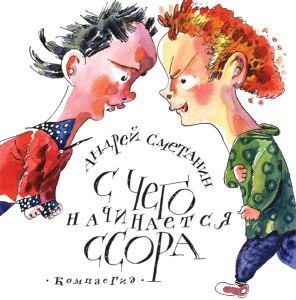 Андрей Сметанин
С ЧЕГО
НАЧИНАЕТСЯ
ССОРА
• КомпасГид •